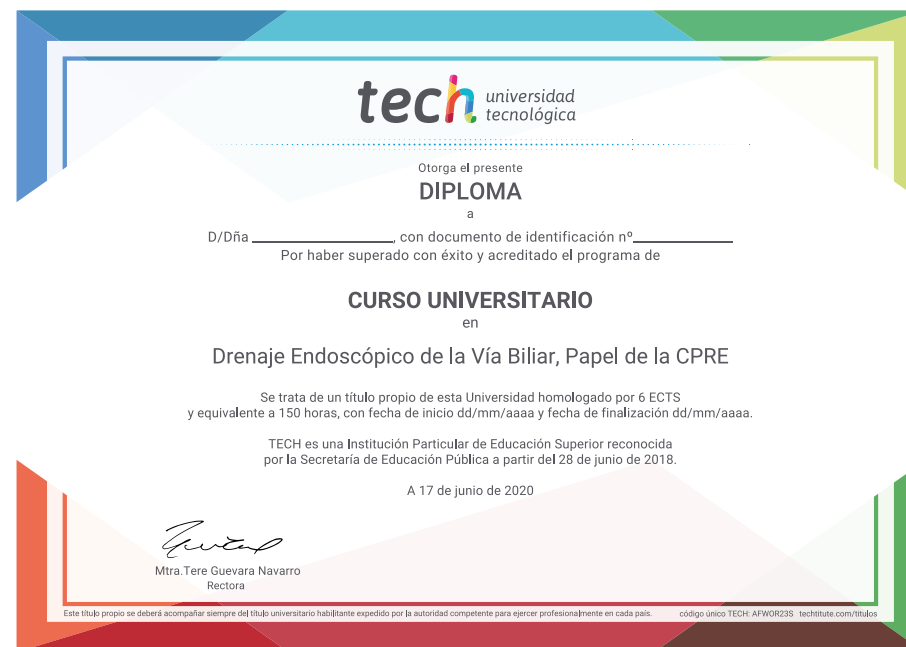 tech universidad
tecnológica
Otorga el presente
DIPLOMA
a
D/Dña ____________________, con documento de identificación nº______________
Por haber superado con éxito y acreditado el programa de
CURSO UNIVERSITARIO
en
Drenaje Endoscópico de la Vía Biliar, Papel de la CPRE
Se trata de un título propio de esta Universidad homologado por 6 ECTS
y equivalente a 150 horas, con fecha de inicio dd/mm/aaaa y fecha de finalización dd/mm/aaaa.
TECH es una Institución Particular de Educación Superior reconocida
por la Secretaría de Educación Pública a partir del 28 de junio de 2018.
A 17 de junio de 2020
Mtra.Tere Guevara Navarro
Rectora
Este título propio se deberá acompañar siempre del título universitario habilitante expedido por la autoridad competente para ejercer profesionalmente en cada país. código único TECH: AFWOR23S techtitute.com/títulos